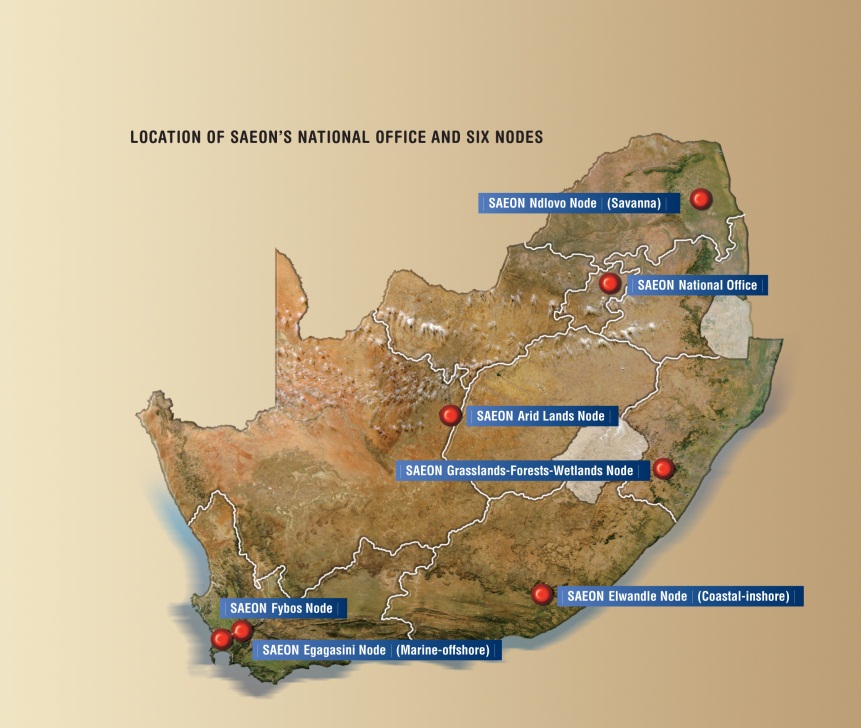 LOCATION OF SAEON'S NATIONAL OFFICE AND SIX NODES
SAEON Ndlovo Node (Savanna)
SAEON National Office
SAEON Arid Lands Node
SAEON Grasslands-Forests-Wetlands Node
SAEON Elwandle Node (Coastal-inshore)
SAEON Fybos Node
SAEON Egagasini Node (Marine-offshore)